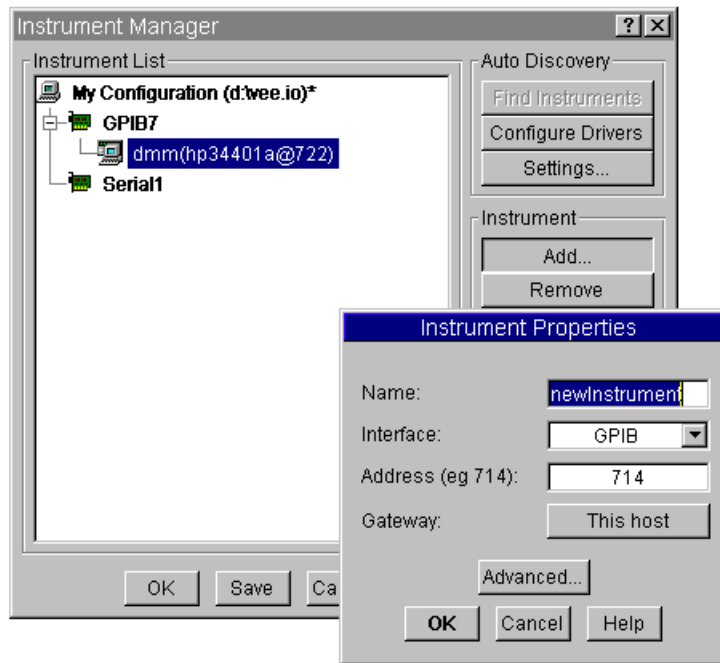 Instrument Manager
Instrument List
My Configuration (d:\vee.io)*
GPIB7
dmm(hp34401a@722)
Serial1
Auto Discovery
Find Instruments
Configure Drivers
Settings...
Instrument
Add...
Remove
OK
Save
Ca
Instrument Properties
Name:
newInstrument
Interface:
GPIB
Address (eg 714):
714
Gateway:
This host
Advanced...
OK
Cancel
Help